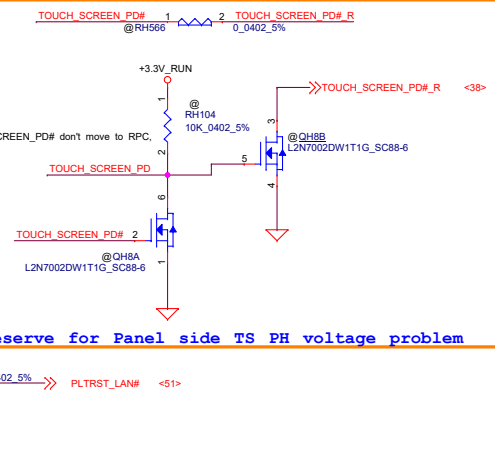 TOUCH_SCREEN_PD# 1 2 TOUCH_SCREEN_PD#_R
@RH566 0_0402_5%
+3.3V_RUN
TOUCH_SCREEN_PD#_R <38>
1
@
RH104
10K_0402_5%
3
CREEN_PD# don't move to RPC,
@QH8B
L2N7002DW1T1G_SC88-6
2
5
TOUCH_SCREEN_PD
4
6
TOUCH_SCREEN_PD# 2
@QH8A
L2N7002DW1T1G_SC88-6
1
eserve for Panel side TS PH voltage problem
02_5% PLTRST_LAN# <51>